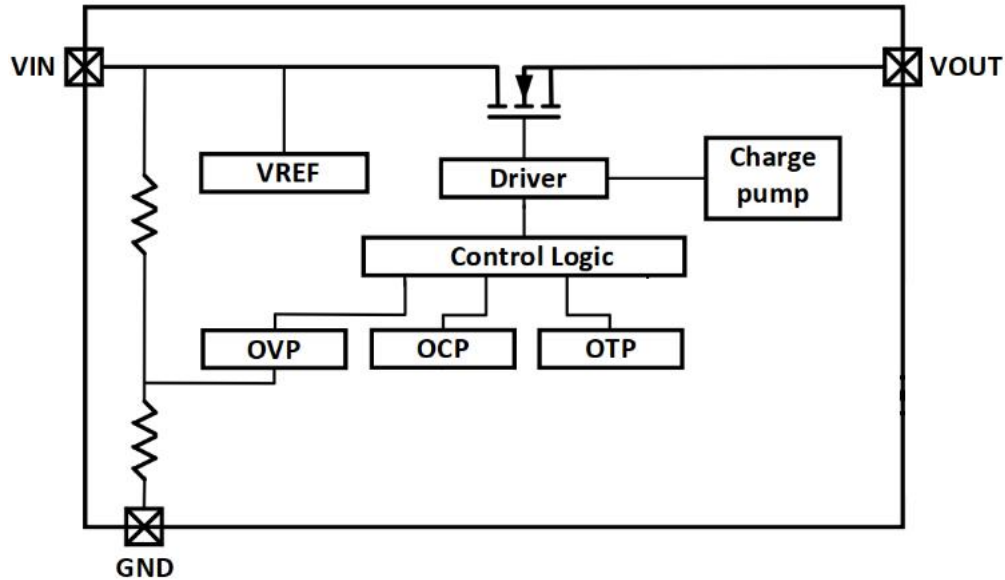 VIN
VOUT
VREF
Driver
Charge
pump
Control Logic
OVP
OCP
OTP
GND